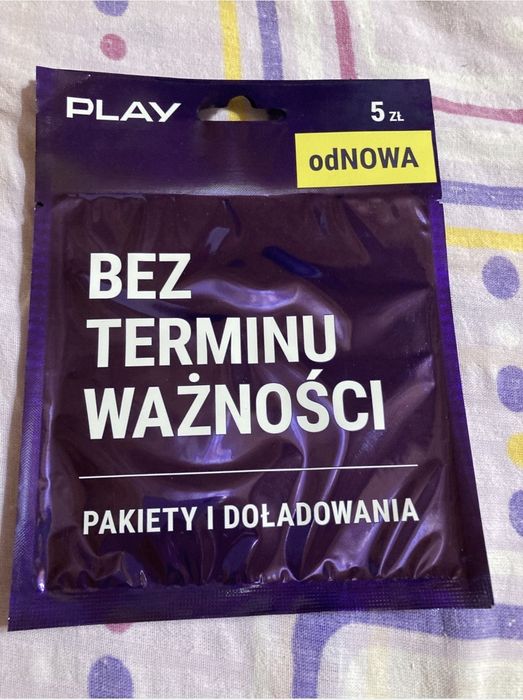 PLAY
5 ZŁ
odNOWA
BEZ
TERMINU
WAŻNOŚCI
PAKIETY I DOŁADOWANIA